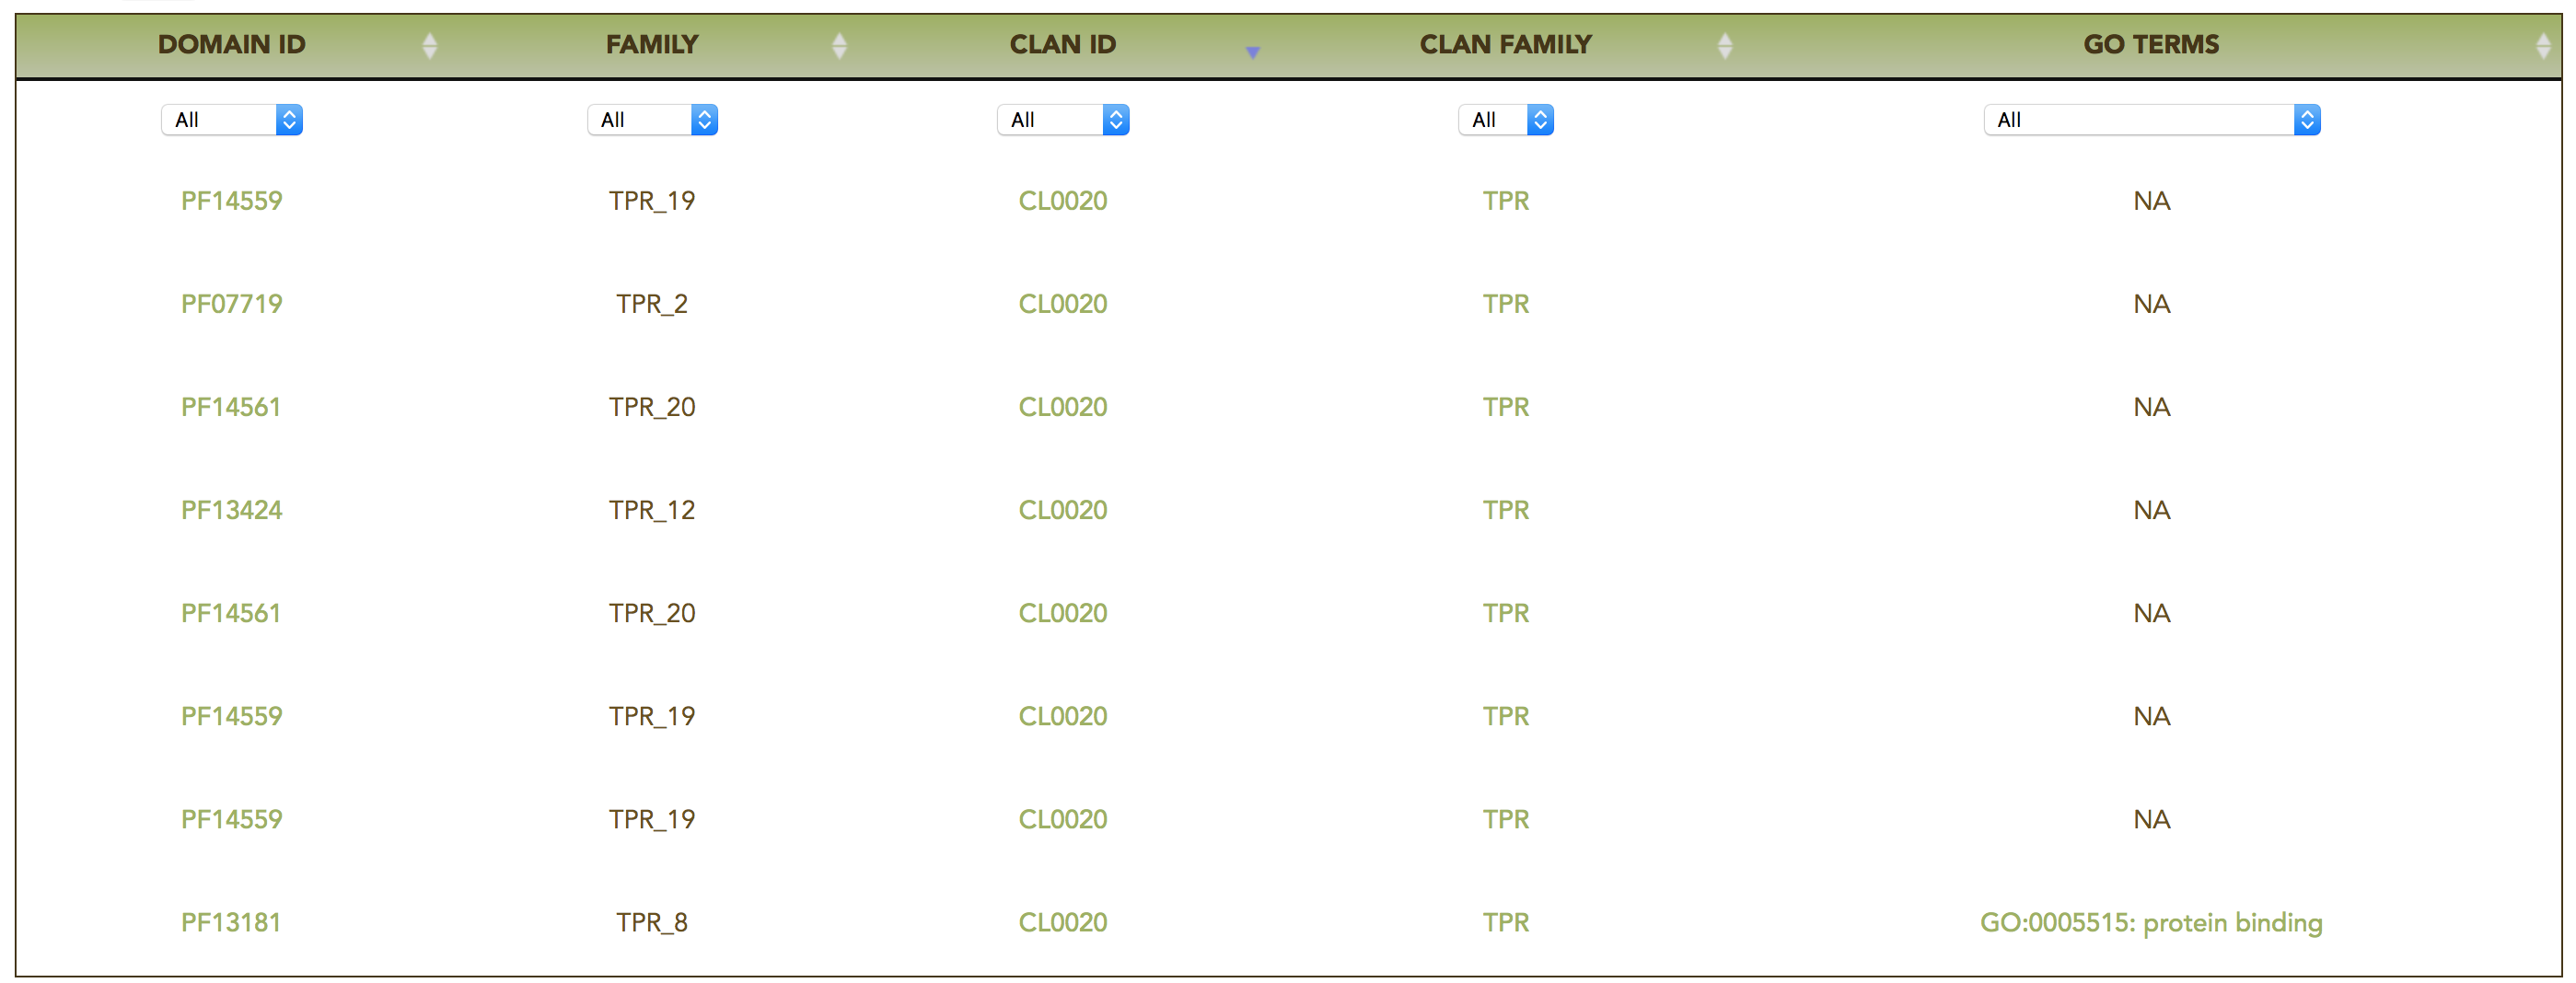 DOMAIN ID FAMILY CLAN ID CLAN FAMILY GO TERMS
All All All All All
PF14559 TPR_19 CL0020 TPR NA
PF07719 TPR_2 CL0020 TPR NA
PF14561 TPR_20 CL0020 TPR NA
PF13424 TPR_12 CL0020 TPR NA
PF14561 TPR_20 CL0020 TPR NA
PF14559 TPR_19 CL0020 TPR NA
PF14559 TPR_19 CL0020 TPR NA
PF13181 TPR_8 CL0020 TPR GO:0005515: protein binding